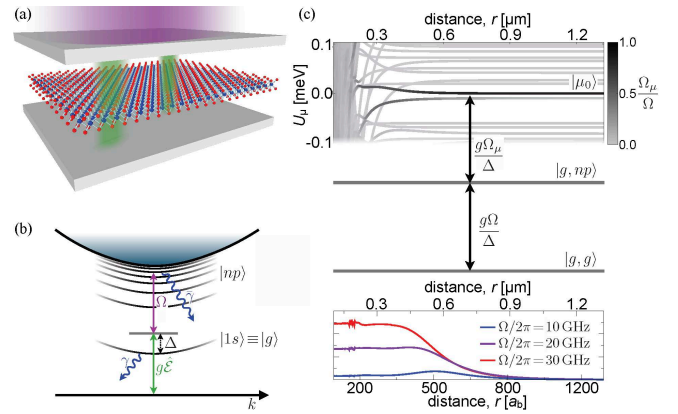 (a)
(b)
|np⟩
Ω
γ̃
|1s⟩≡|g⟩
Δ
γ
gℰ̂
k
(c)
distance, r [µm]
0.3 0.6 0.9 1.2
0.1
0.0
-0.1
U_μ [meV]
|μ₀⟩
1.0
0.5
0.0
Ω_μ/Ω
gΩ_μ/Δ
|g, np⟩
gΩ/Δ
|g, g⟩
distance, r [µm]
0.3 0.6 0.9 1.2
Ω/2π = 10 GHz
Ω/2π = 20 GHz
Ω/2π = 30 GHz
200 400 800 1200
distance, r [a_b]